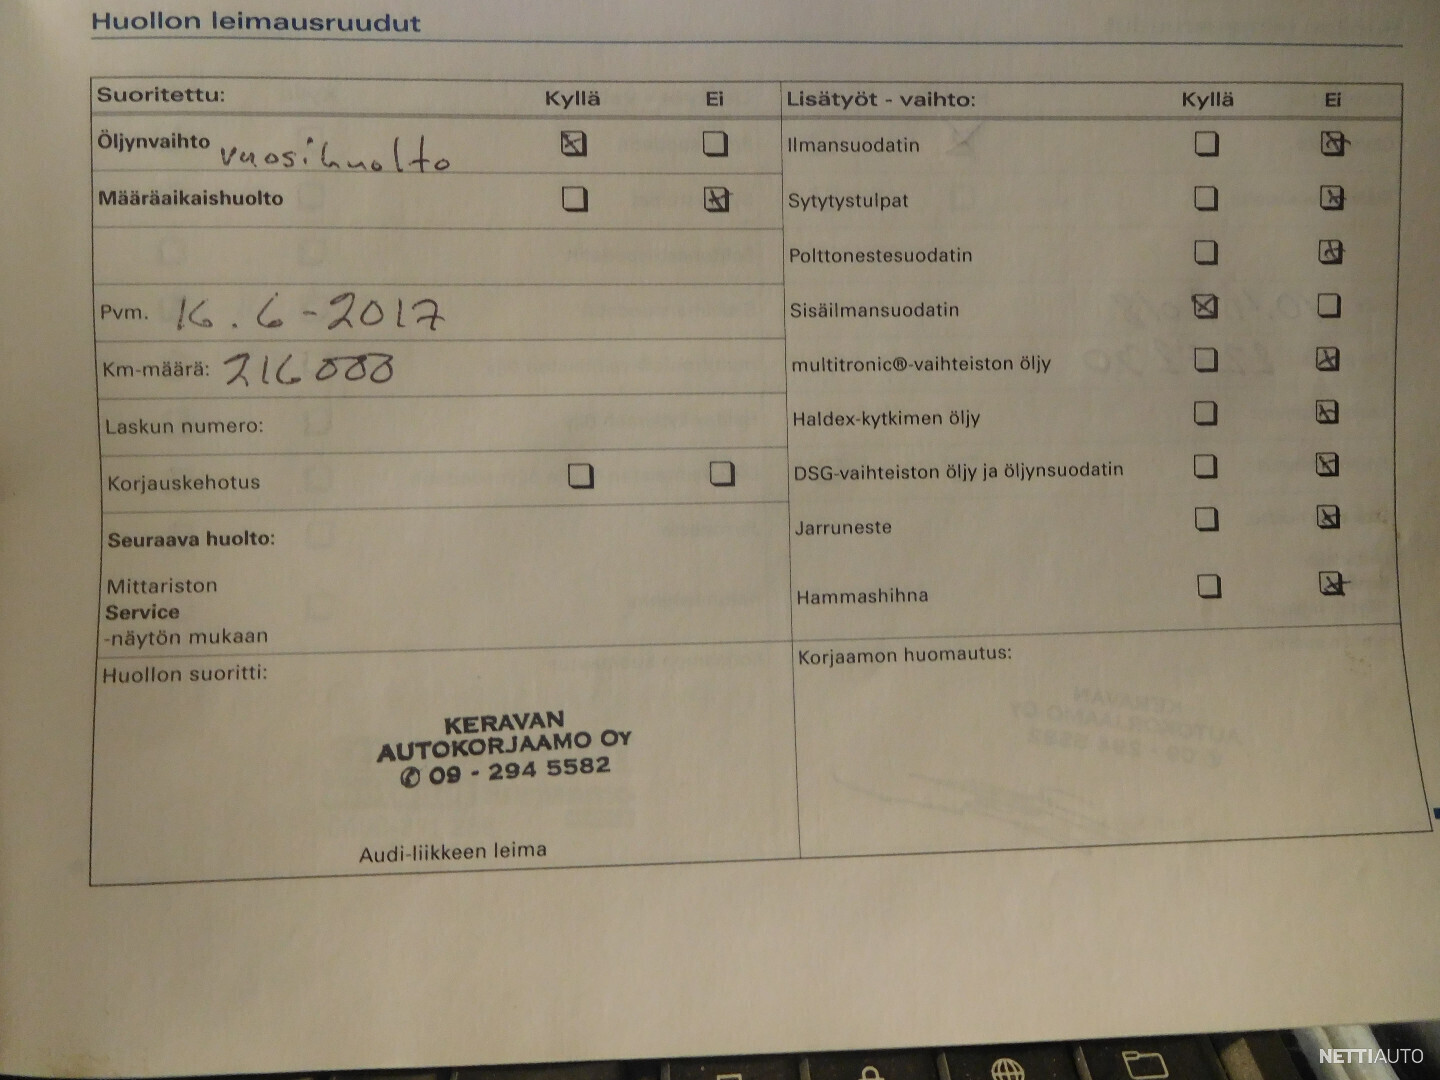 Huollon leimausruudut
Suoritettu: Kyllä Ei
Öljynvaihto vuosihuolto
Määräaikaishuolto
Pvm. 16.6-2017
Km-määrä: 216000
Laskun numero:
Korjauskehotus
Seuraava huolto:
Mittariston
Service
-näytön mukaan
Huollon suoritti:
KERAVAN
AUTOKORJAAMO OY
✆ 09 - 294 5582
Audi-liikkeen leima
Lisätyöt - vaihto: Kyllä Ei
Ilmansuodatin
Sytytystulpat
Polttonestesuodatin
Sisäilmansuodatin
multitronic®-vaihteiston öljy
Haldex-kytkimen öljy
DSG-vaihteiston öljy ja öljynsuodatin
Jarruneste
Hammashihna
Korjaamon huomautus:
NETTIAUTO